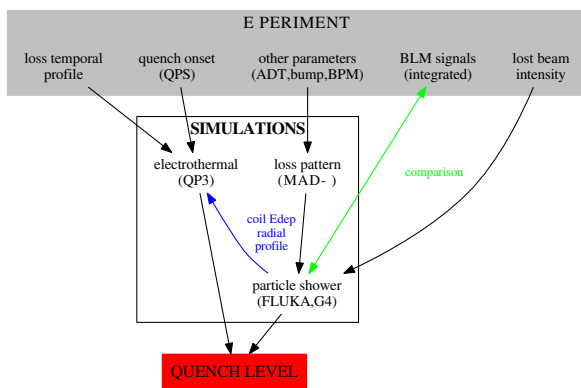 E PERIMENT
loss temporal
profile
quench onset
(QPS)
other parameters
(ADT,bump,BPM)
BLM signals
(integrated)
lost beam
intensity
SIMULATIONS
electrothermal
(QP3)
loss pattern
(MAD- )
comparison
coil Edep
radial
profile
particle shower
(FLUKA,G4)
QUENCH LEVEL